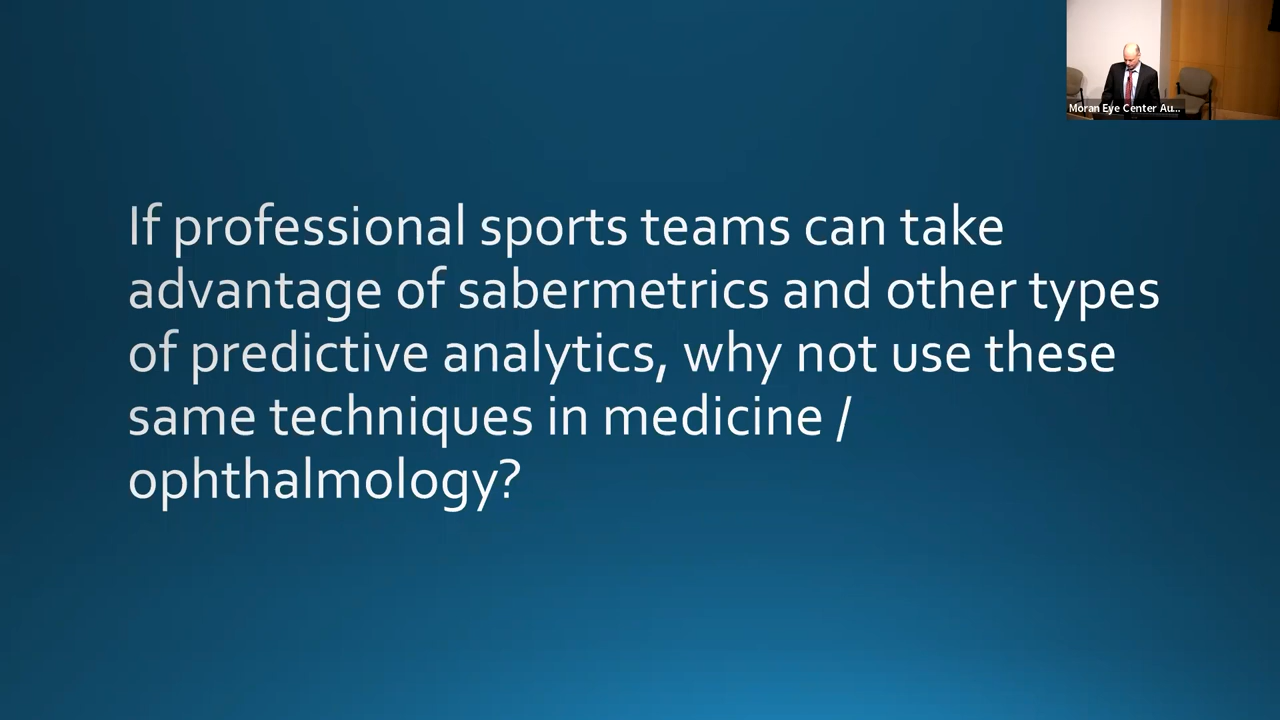 Moran Eye Center Au...
If professional sports teams can take
advantage of sabermetrics and other types
of predictive analytics, why not use these
same techniques in medicine /
ophthalmology?